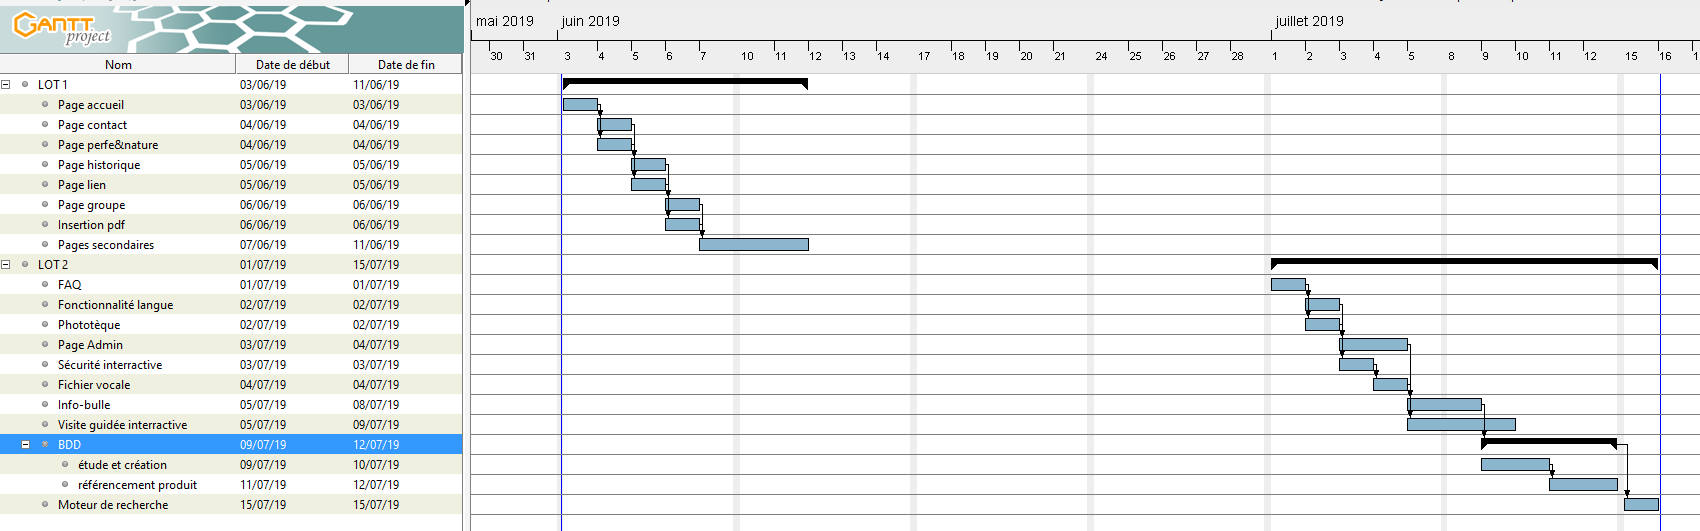 GANTT
project
mai 2019 juin 2019 juillet 2019
30 31 3 4 5 6 7 10 11 12 13 14 17 18 19 20 21 24 25 26 27 28 1 2 3 4 5 8 9 10 11 12 15 16 1
Nom Date de début Date de fin
LOT 1 03/06/19 11/06/19
Page accueil 03/06/19 03/06/19
Page contact 04/06/19 04/06/19
Page perfe&nature 04/06/19 04/06/19
Page historique 05/06/19 05/06/19
Page lien 05/06/19 05/06/19
Page groupe 06/06/19 06/06/19
Insertion pdf 06/06/19 06/06/19
Pages secondaires 07/06/19 11/06/19
LOT 2 01/07/19 15/07/19
FAQ 01/07/19 01/07/19
Fonctionnalité langue 02/07/19 02/07/19
Phototèque 02/07/19 02/07/19
Page Admin 03/07/19 04/07/19
Sécurité interractive 03/07/19 03/07/19
Fichier vocale 04/07/19 04/07/19
Info-bulle 05/07/19 08/07/19
Visite guidée interractive 05/07/19 09/07/19
BDD 09/07/19 12/07/19
étude et création 09/07/19 10/07/19
référencement produit 11/07/19 12/07/19
Moteur de recherche 15/07/19 15/07/19